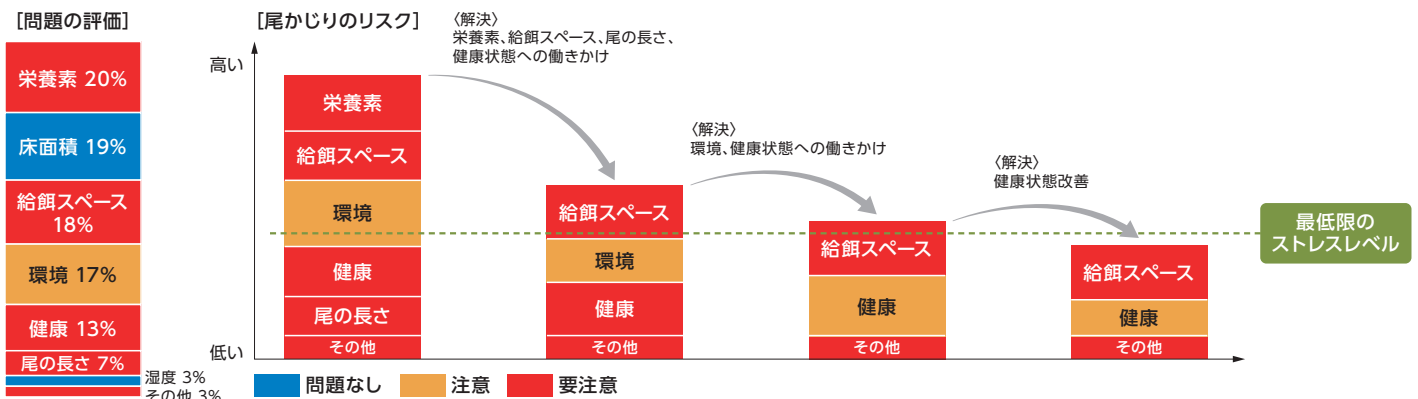 [問題の評価]
栄養素 20%
床面積 19%
給餌スペース
18%
環境 17%
健康 13%
尾の長さ 7%
湿度 3%
その他 3%
[尾かじりのリスク]
高い
低い
〈解決〉
栄養素、給餌スペース、尾の長さ、
健康状態への働きかけ
栄養素
給餌スペース
環境
健康
尾の長さ
その他
〈解決〉
環境、健康状態への働きかけ
給餌スペース
環境
健康
その他
〈解決〉
健康状態改善
給餌スペース
健康
その他
給餌スペース
健康
その他
最低限の
ストレスレベル
問題なし
注意
要注意